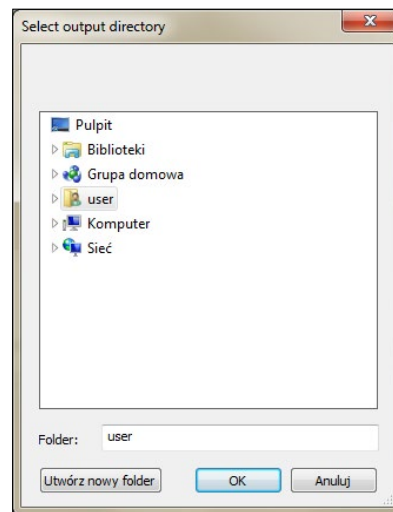 Select output directory
Pulpit
Biblioteki
Grupa domowa
user
Komputer
Sieć
Folder: user
Utwórz nowy folder OK Anuluj